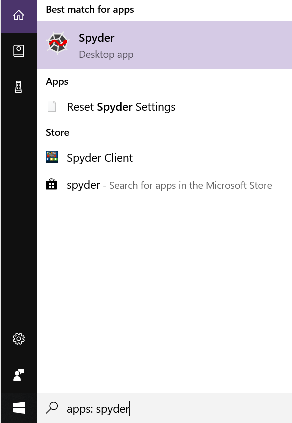 Best match for apps
Spyder
Desktop app
Apps
Reset Spyder Settings
Store
Spyder Client
spyder - Search for apps in the Microsoft Store
apps: spyder